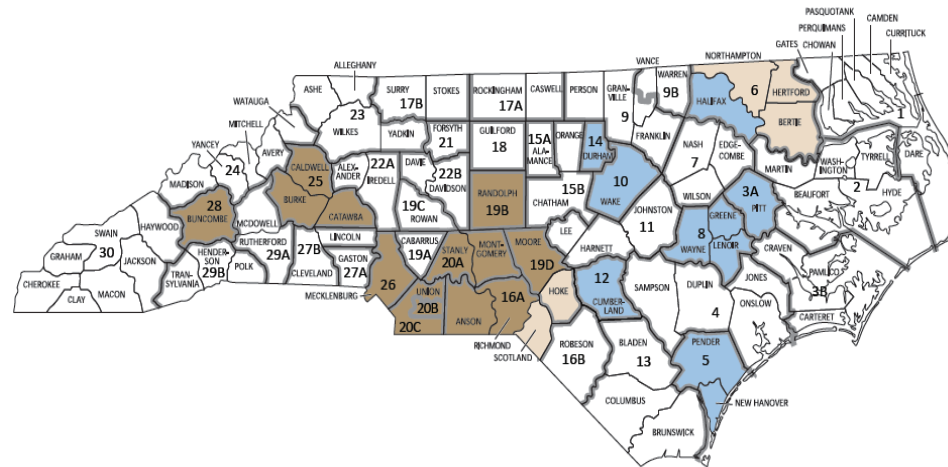 PASQUOTANK
PERQUIMANS
CAMDEN
GATES
CHOWAN
CURRITUCK
NORTHAMPTON
VANCE
ALLEGHANY
ASHE
SURRY
17B
STOKES
ROCKINGHAM
17A
CASWELL
PERSON
GRAN-
VILLE
9
WARREN
9B
HALIFAX
6
HERTFORD
BERTIE
1
WATAUGA
23
WILKES
YADKIN
FORSYTH
21
GUILFORD
18
15A
ALA-
MANCE
ORANGE
14
DURHAM
FRANKLIN
NASH
7
EDGE-
COMBE
MARTIN
WASH-
INGTON
TYRRELL
DARE
MITCHELL
YANCEY
24
AVERY
CALDWELL
25
ALEX-
ANDER
22A
IREDELL
DAVIE
22B
DAVIDSON
19C
ROWAN
RANDOLPH
19B
15B
CHATHAM
10
WAKE
WILSON
3A
PITT
BEAUFORT
2
HYDE
MADISON
28
BUNCOMBE
MCDOWELL
BURKE
CATAWBA
LINCOLN
CABARRUS
19A
STANLY
20A
MONT-
GOMERY
MOORE
19D
LEE
HARNETT
JOHNSTON
11
GREENE
8
WAYNE
LENOIR
CRAVEN
PAMLICO
3B
CARTERET
HAYWOOD
SWAIN
GRAHAM
30
JACKSON
CHEROKEE
CLAY
MACON
TRAN-
SYLVANIA
HENDER-
SON
29B
POLK
RUTHERFORD
29A
27B
CLEVELAND
GASTON
27A
MECKLENBURG
26
UNION
20B
20C
ANSON
16A
RICHMOND
SCOTLAND
HOKE
12
CUMBER-
LAND
SAMPSON
DUPLIN
4
JONES
ONSLOW
ROBESON
16B
BLADEN
13
PENDER
5
COLUMBUS
BRUNSWICK
NEW HANOVER